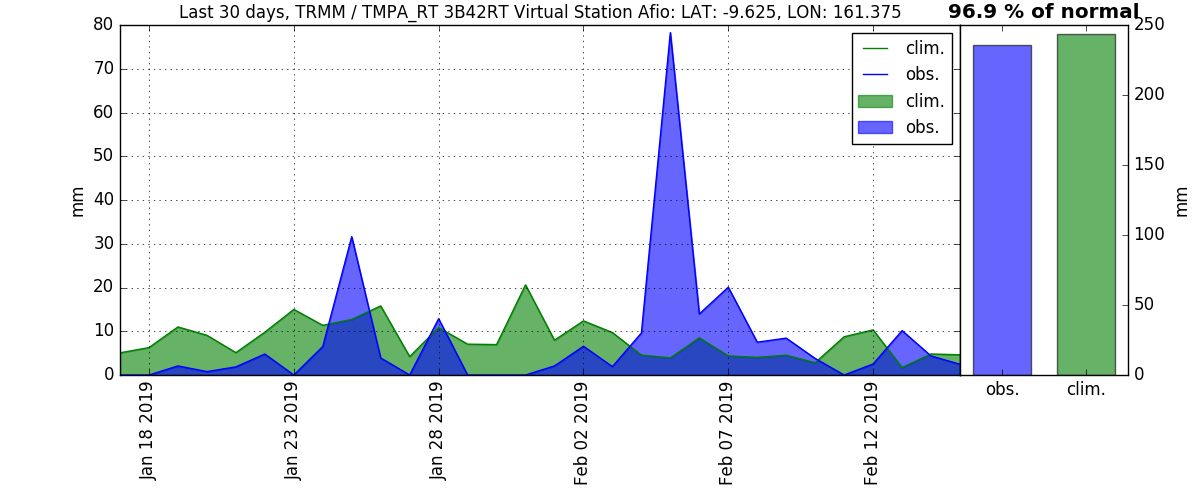 Last 30 days, TRMM / TMPA_RT 3B42RT Virtual Station Afio: LAT: -9.625, LON: 161.375
96.9 % of normal
80
70
60
50
40
30
20
10
0
mm
clim.
obs.
clim.
obs.
Jan 18 2019
Jan 23 2019
Jan 28 2019
Feb 02 2019
Feb 07 2019
Feb 12 2019
250
200
150
100
50
0
mm
obs.
clim.